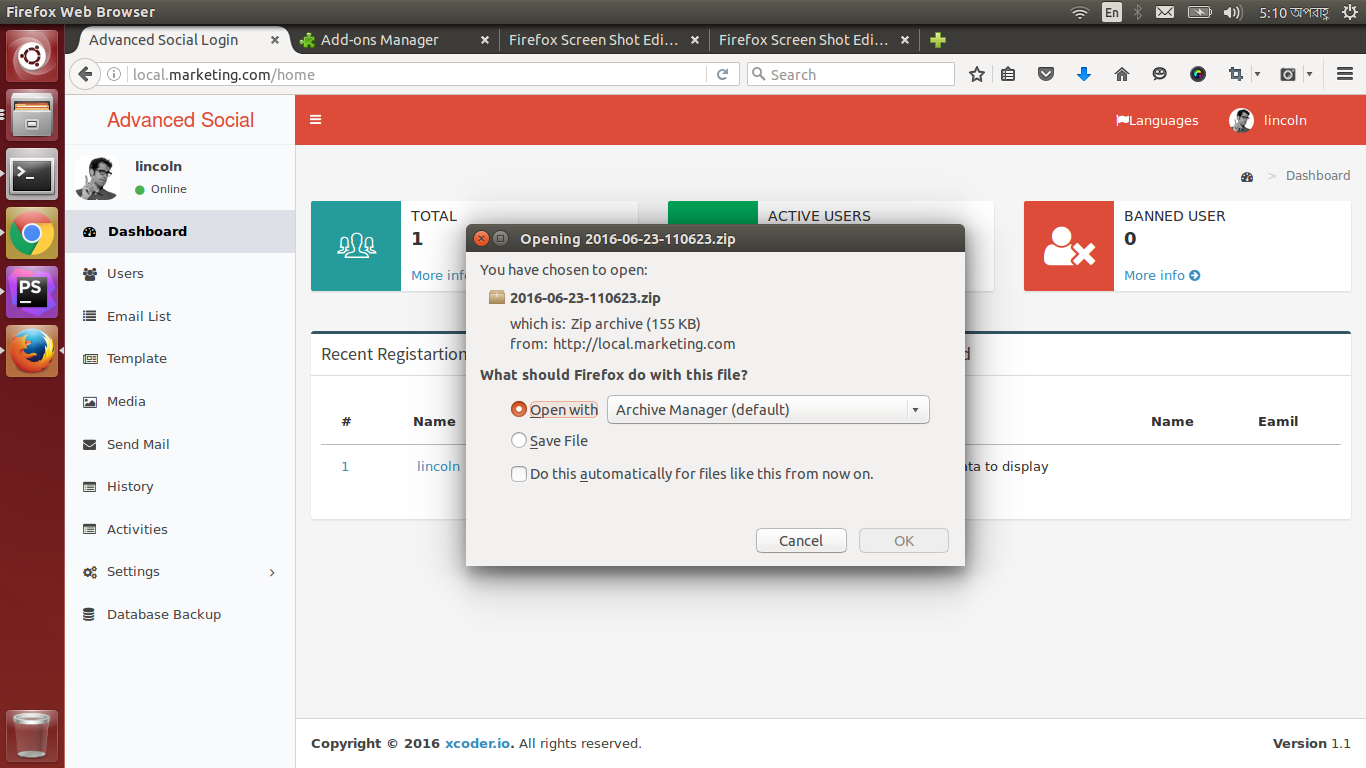 Firefox Web Browser
En
5:10 অপরাহ্ণ
Advanced Social Login
Add-ons Manager
Firefox Screen Shot Edi...
Firefox Screen Shot Edi...
local.marketing.com/home
Search
Advanced Social
Languages
lincoln
lincoln
Online
> Dashboard
Dashboard
Users
Email List
Template
Media
Send Mail
History
Activities
Settings
Database Backup
PS
TOTAL
1
More info
ACTIVE USERS
BANNED USER
0
More info
Recent Registartion
d
# Name
Name Eamil
1 lincoln
ata to display
Opening 2016-06-23-110623.zip
You have chosen to open:
2016-06-23-110623.zip
which is: Zip archive (155 KB)
from: http://local.marketing.com
What should Firefox do with this file?
Open with Archive Manager (default)
Save File
Do this automatically for files like this from now on.
Cancel OK
Copyright © 2016 xcoder.io. All rights reserved.
Version 1.1